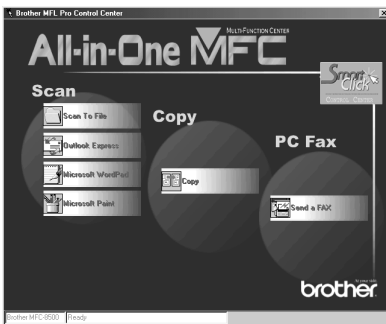 Brother MFL Pro Control Center
MULTI-FUNCTION CENTER
All-in-One MFC
Smart Click
Control Center
Scan
Scan To File
Outlook Express
Microsoft WordPad
Microsoft Paint
Copy
Copy
PC Fax
Send a FAX
brother
Brother MFC-8500
Ready